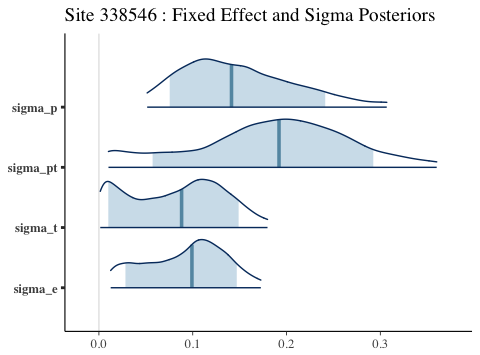 Site 338546 : Fixed Effect and Sigma Posteriors
sigma_p
sigma_pt
sigma_t
sigma_e
0.0 0.1 0.2 0.3